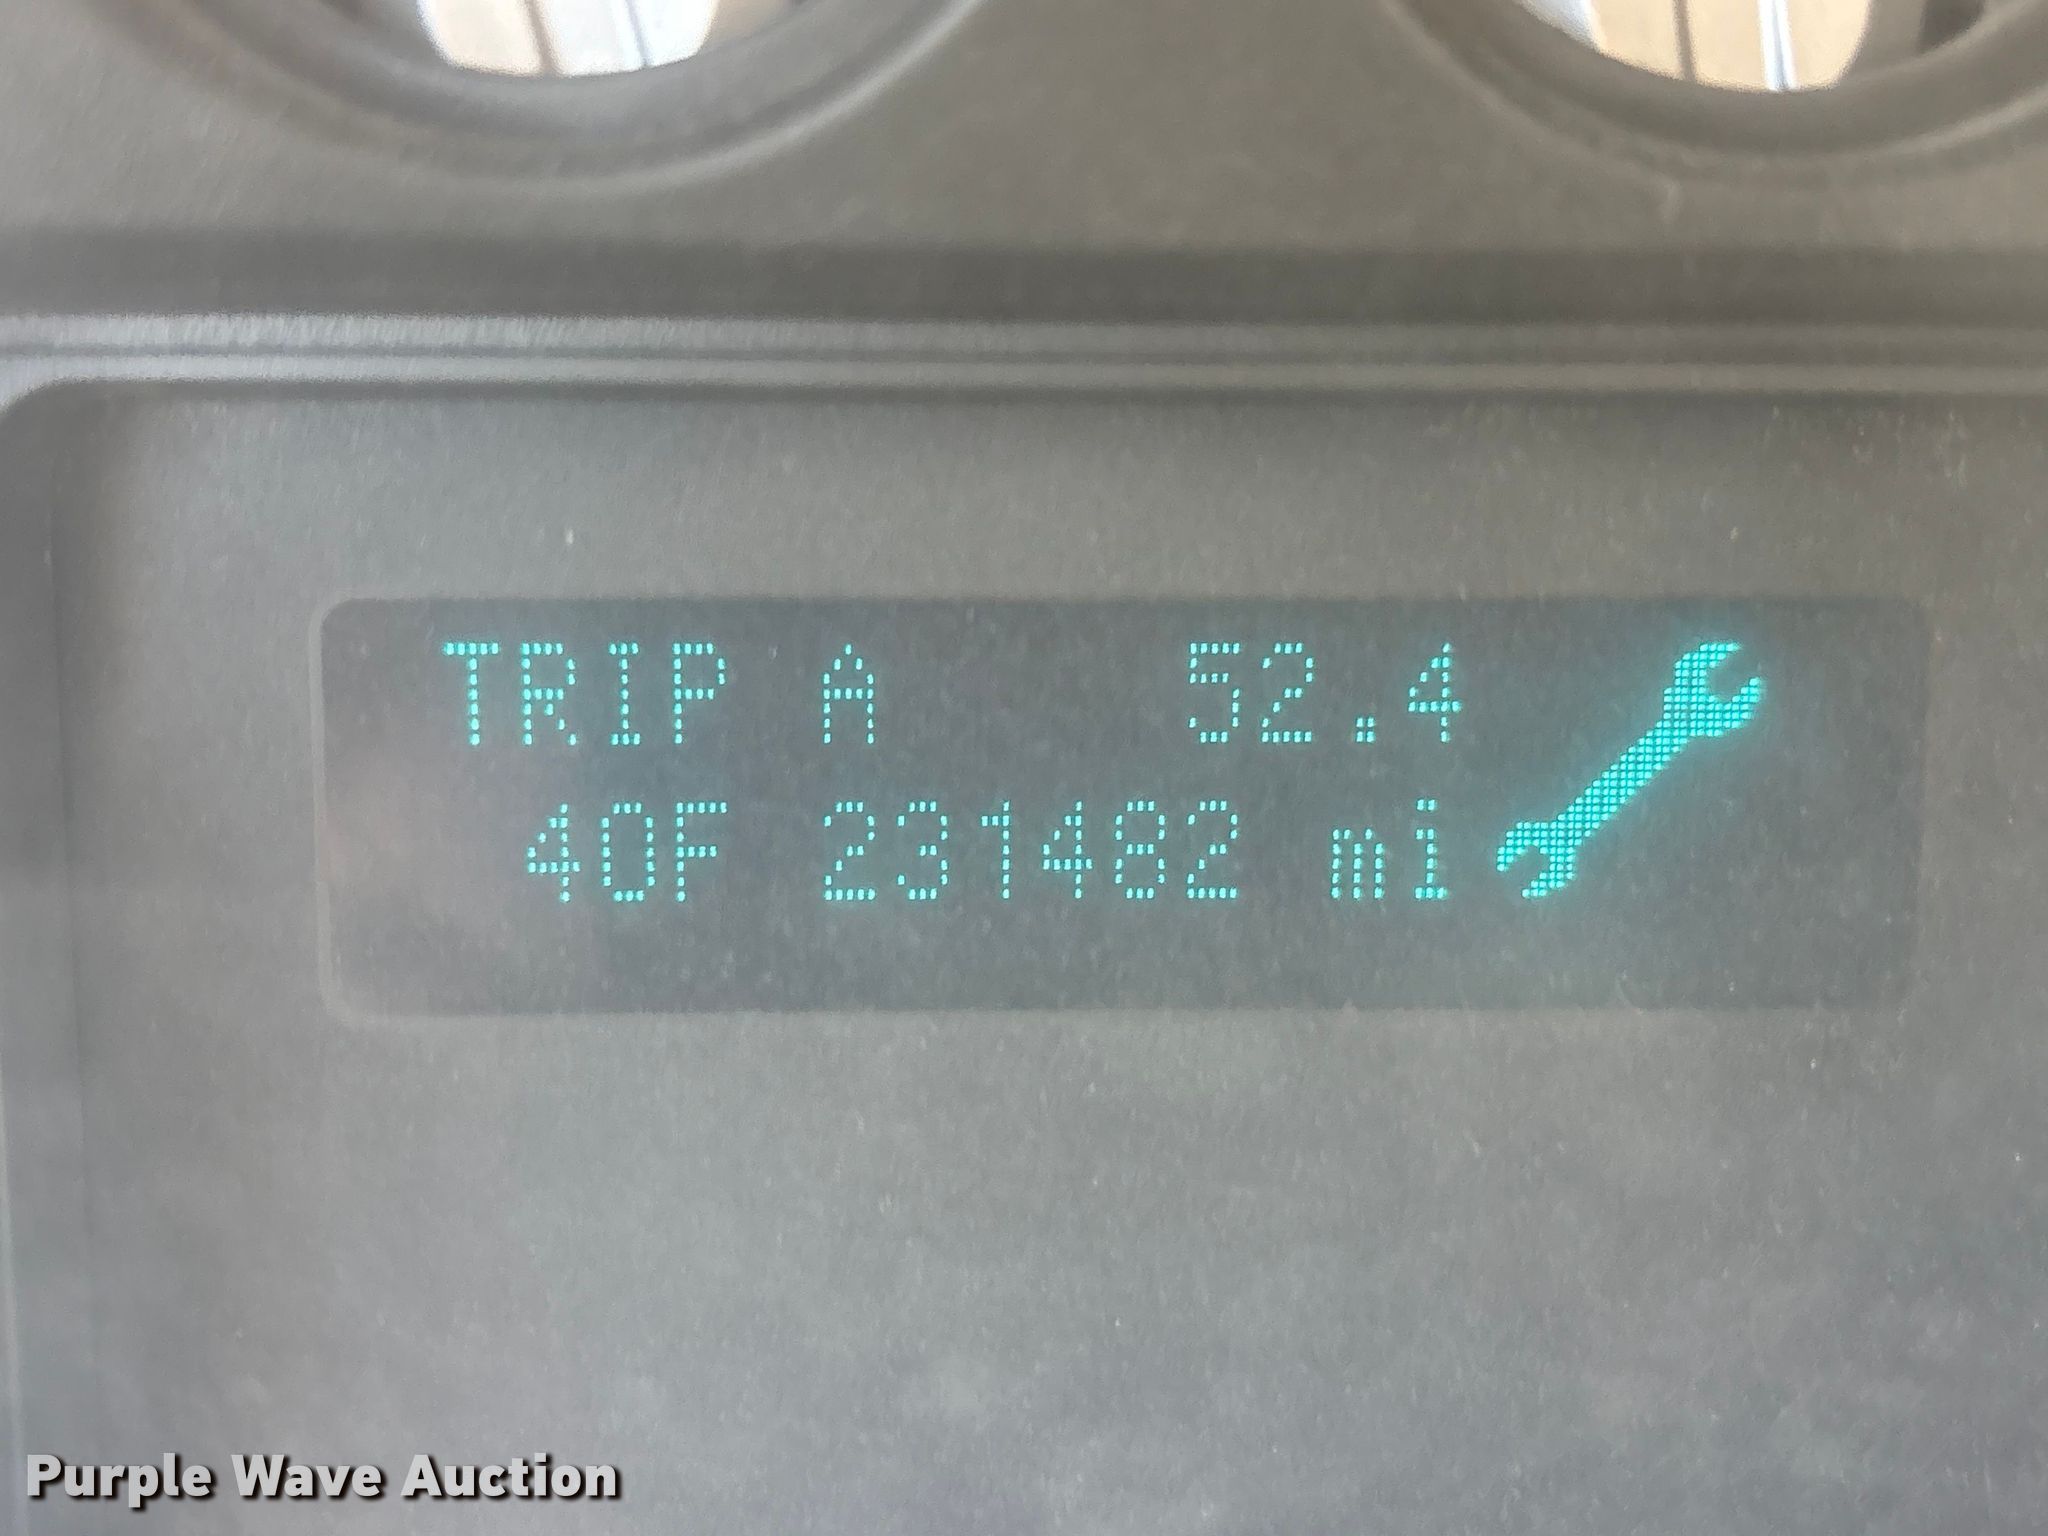 TRIP A 52.4
40F 231482 mi
Purple Wave Auction